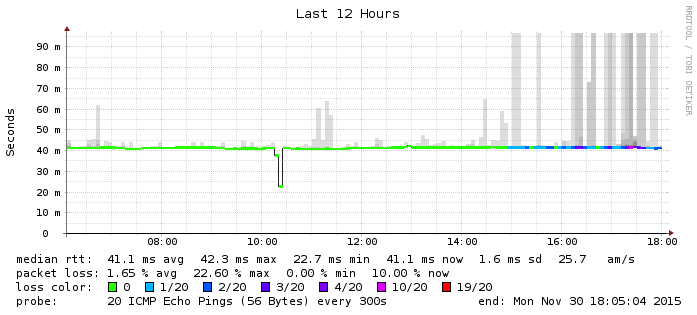 Last 12 Hours
RRDTOOL / TOBI OETIKER
Seconds
90 m
80 m
70 m
60 m
50 m
40 m
30 m
20 m
10 m
0
08:00 10:00 12:00 14:00 16:00 18:00
median rtt: 41.1 ms avg 42.3 ms max 22.7 ms min 41.1 ms now 1.6 ms sd 25.7 am/s
packet loss: 1.65 % avg 22.60 % max 0.00 % min 10.00 % now
loss color: 0 1/20 2/20 3/20 4/20 10/20 19/20
probe: 20 ICMP Echo Pings (56 Bytes) every 300s end: Mon Nov 30 18:05:04 2015